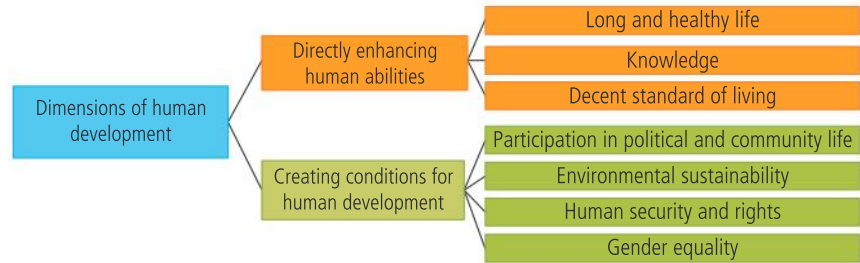 Dimensions of human
development
Directly enhancing
human abilities
Long and healthy life
Knowledge
Decent standard of living
Creating conditions for
human development
Participation in political and community life
Environmental sustainability
Human security and rights
Gender equality